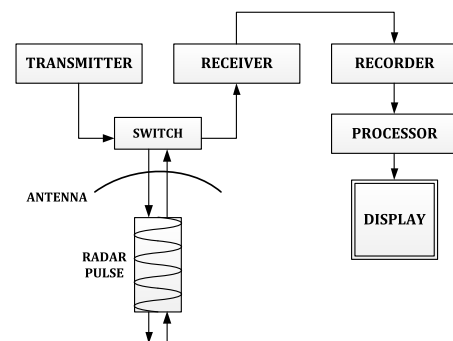 TRANSMITTER
RECEIVER
RECORDER
SWITCH
PROCESSOR
ANTENNA
DISPLAY
RADAR
PULSE